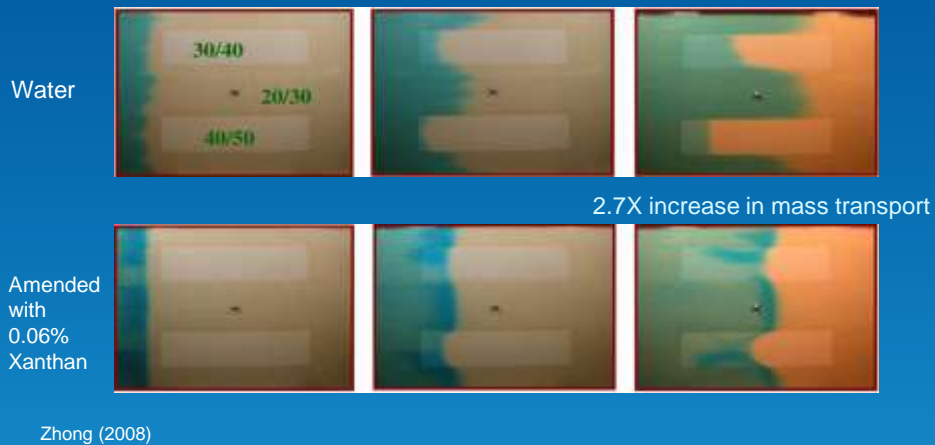 30/40
Water
20/30
40/50
2.7X increase in mass transport
Amended
with
0.06%
Xanthan
Zhong (2008)